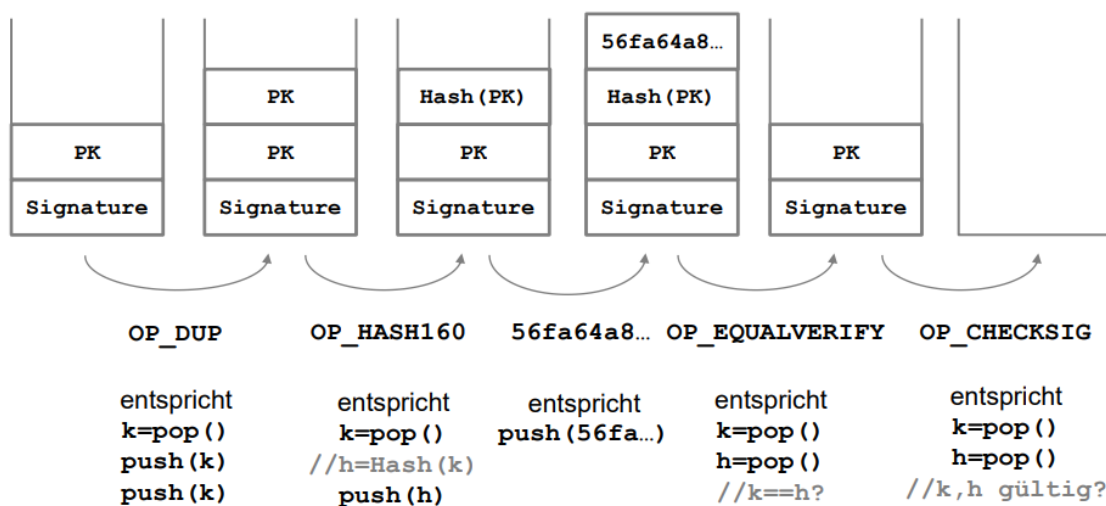 56fa64a8…
PK
Hash(PK)
Hash(PK)
PK
PK
PK
PK
PK
Signature
Signature
Signature
Signature
Signature
OP_DUP
OP_HASH160
56fa64a8…
OP_EQUALVERIFY
OP_CHECKSIG
entspricht
k=pop()
push(k)
push(k)
entspricht
k=pop()
//h=Hash(k)
push(h)
entspricht
push(56fa…)
entspricht
k=pop()
h=pop()
//k==h?
entspricht
k=pop()
h=pop()
//k,h gültig?